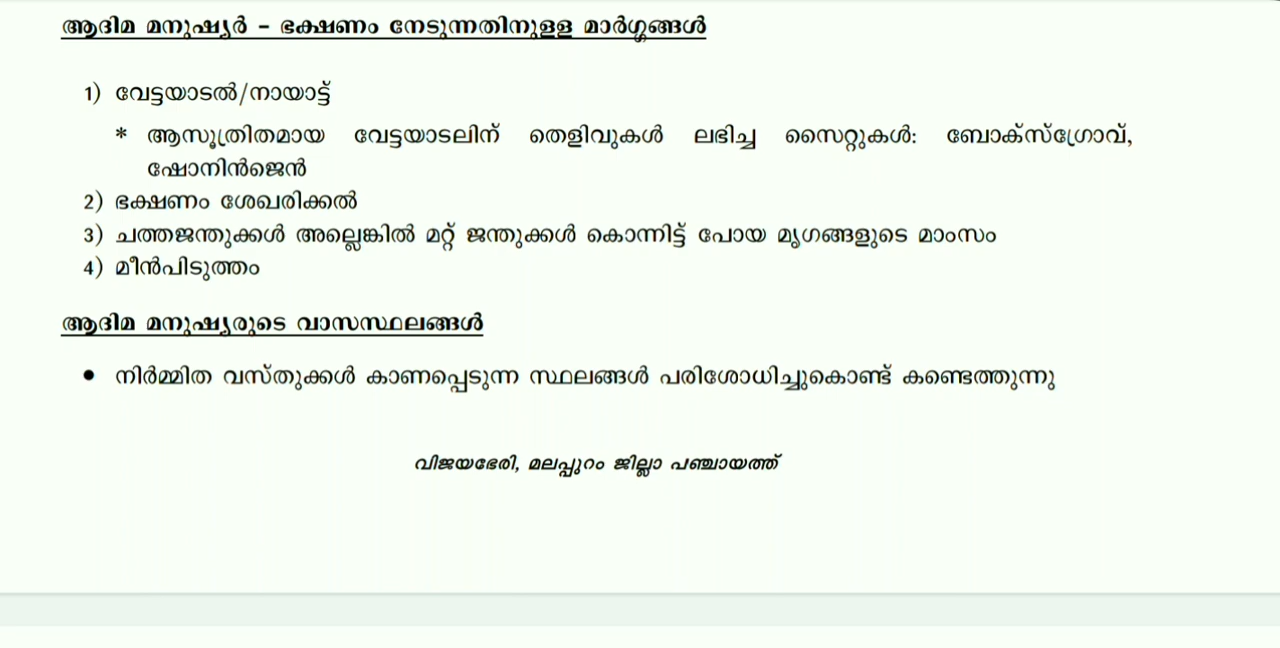 ആദിമ മനുഷ്യർ - ഭക്ഷണം നേടുന്നതിനുള്ള മാർഗ്ഗങ്ങൾ
1) വേട്ടയാടൽ/നായാട്ട്
* ആസൂത്രിതമായ വേട്ടയാടലിന് തെളിവുകൾ ലഭിച്ച സൈറ്റുകൾ: ബോക്സ്ഗ്രോവ്,
ഷോനിൻജെൻ
2) ഭക്ഷണം ശേഖരിക്കൽ
3) ചത്തജന്തുക്കൾ അല്ലെങ്കിൽ മറ്റ് ജന്തുക്കൾ കൊന്നിട്ട് പോയ മൃഗങ്ങളുടെ മാംസം
4) മീൻപിടുത്തം
ആദിമ മനുഷ്യരുടെ വാസസ്ഥലങ്ങൾ
• നിർമ്മിത വസ്തുക്കൾ കാണപ്പെടുന്ന സ്ഥലങ്ങൾ പരിശോധിച്ചുകൊണ്ട് കണ്ടെത്തുന്നു
വിജയഭേരി, മലപ്പുറം ജില്ലാ പഞ്ചായത്ത്